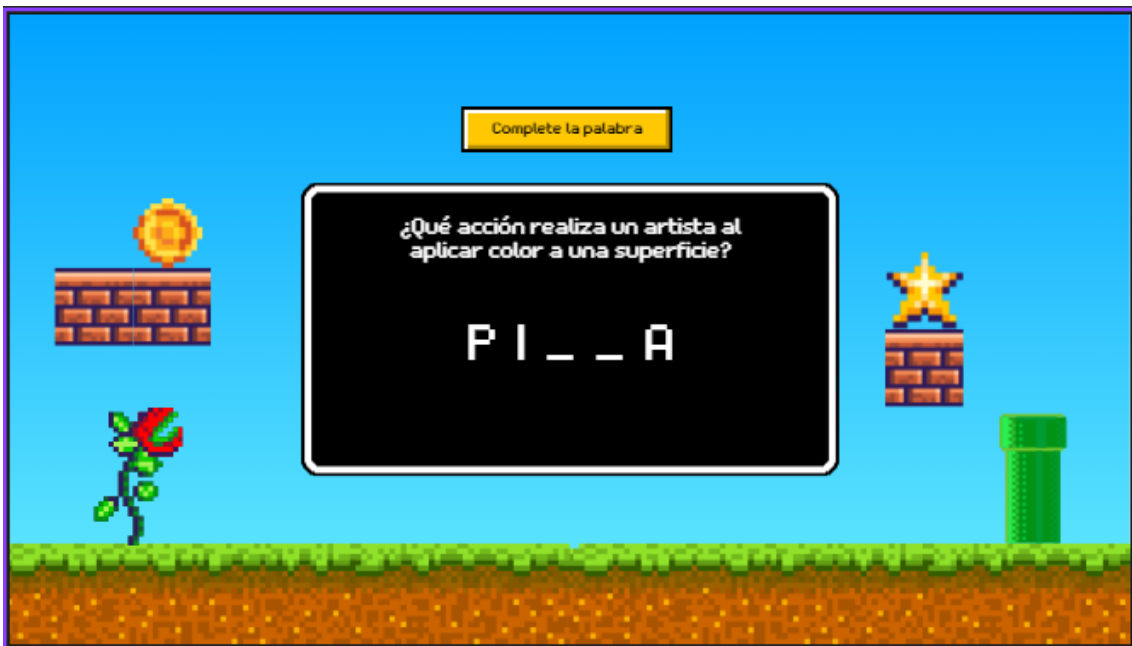 Complete la palabra
¿Qué acción realiza un artista al
aplicar color a una superficie?
P I _ _ A